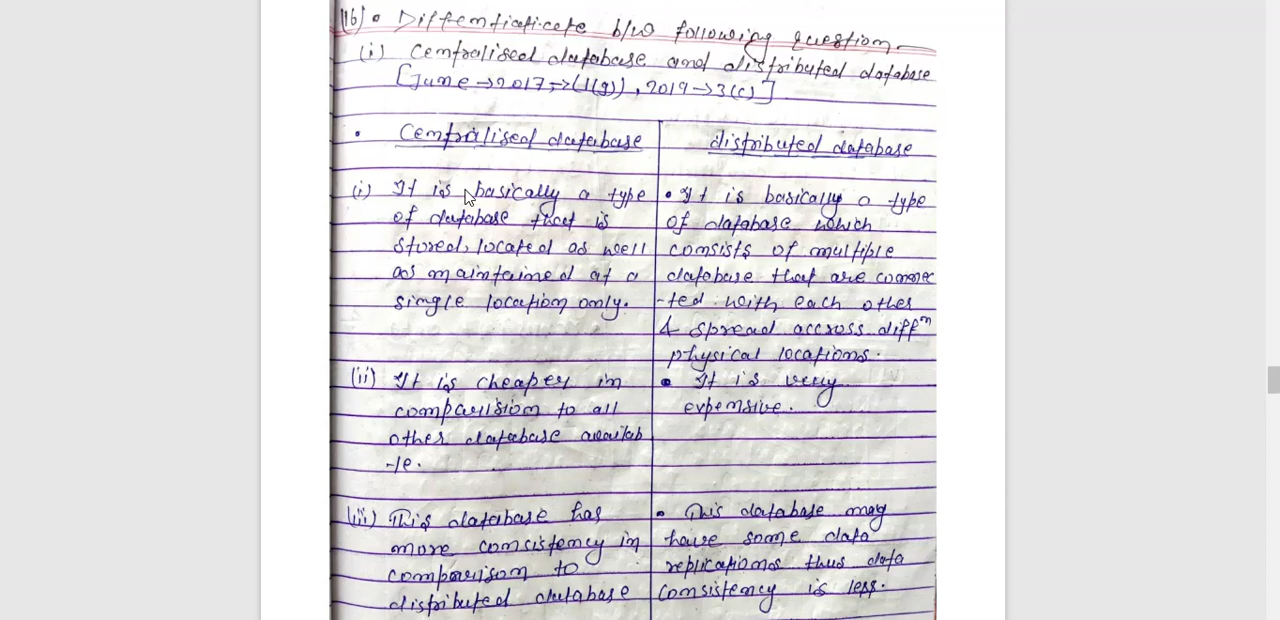 (16). Differenticaticate b/w following question
(i) Centralised database and distributed database
[June →2017 →(1(g)), 2019→3(c)]
. Centralised database
distributed database
(i) It is basically a type
of database that is
stored, located as well
as maintained at a
single location only.
• It is basically a type
of database which
consists of multiple
database that are connec
-ted with each other
& spread accross diffⁿ
physical locations.
(ii) It is cheaper in
comparision to all
other database availab
-le.
• It is very
expensive.
(iii) This database has
more consistency in
comparison to
distributed database
• This database may
have some data
replications thus data
consistency is less.